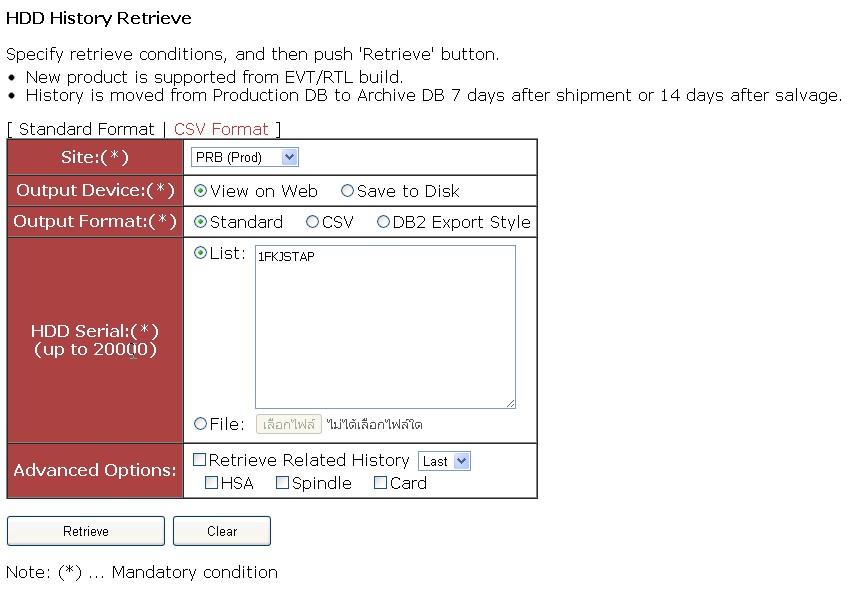 HDD History Retrieve
Specify retrieve conditions, and then push 'Retrieve' button.
• New product is supported from EVT/RTL build.
• History is moved from Production DB to Archive DB 7 days after shipment or 14 days after salvage.
[ Standard Format | CSV Format ]
Site:(*) PRB (Prod)
Output Device:(*) View on Web Save to Disk
Output Format:(*) Standard CSV DB2 Export Style
List: 1FKJSTAP
HDD Serial:(*)
(up to 20000)
File: เลือกไฟล์ ไม่ได้เลือกไฟล์ใด
Advanced Options: Retrieve Related History Last
HSA Spindle Card
Retrieve Clear
Note: (*) ... Mandatory condition